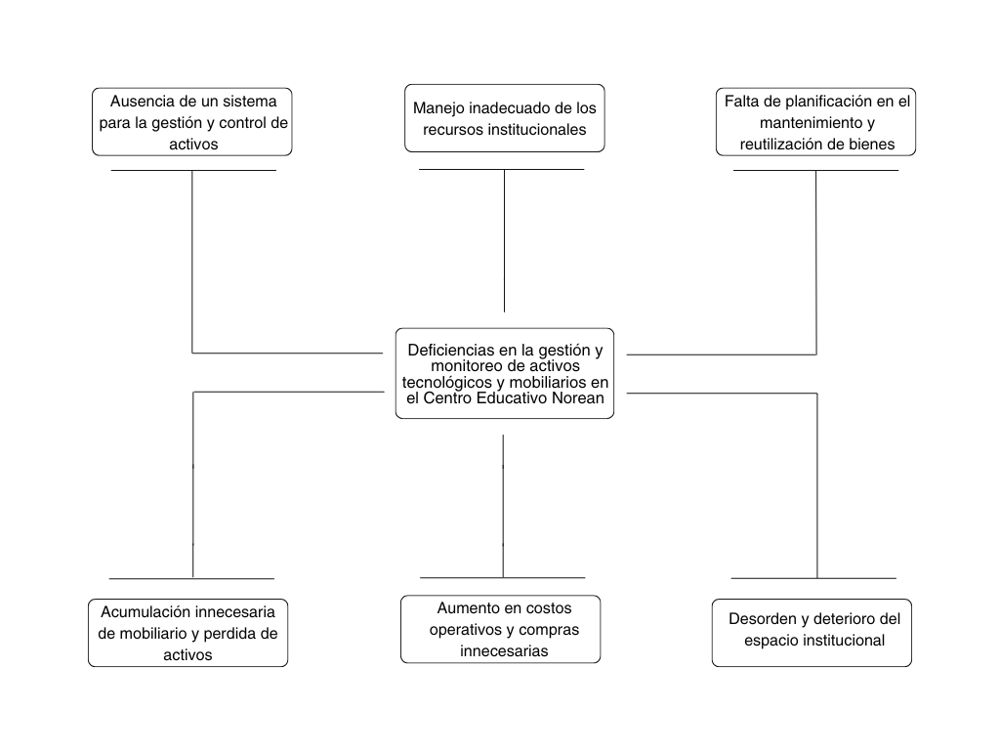 Ausencia de un sistema
para la gestión y control de
activos
Manejo inadecuado de los
recursos institucionales
Falta de planificación en el
mantenimiento y
reutilización de bienes
Deficiencias en la gestión y
monitoreo de activos
tecnológicos y mobiliarios en
el Centro Educativo Norean
Acumulación innecesaria
de mobiliario y perdida de
activos
Aumento en costos
operativos y compras
innecesarias
Desorden y deterioro del
espacio institucional